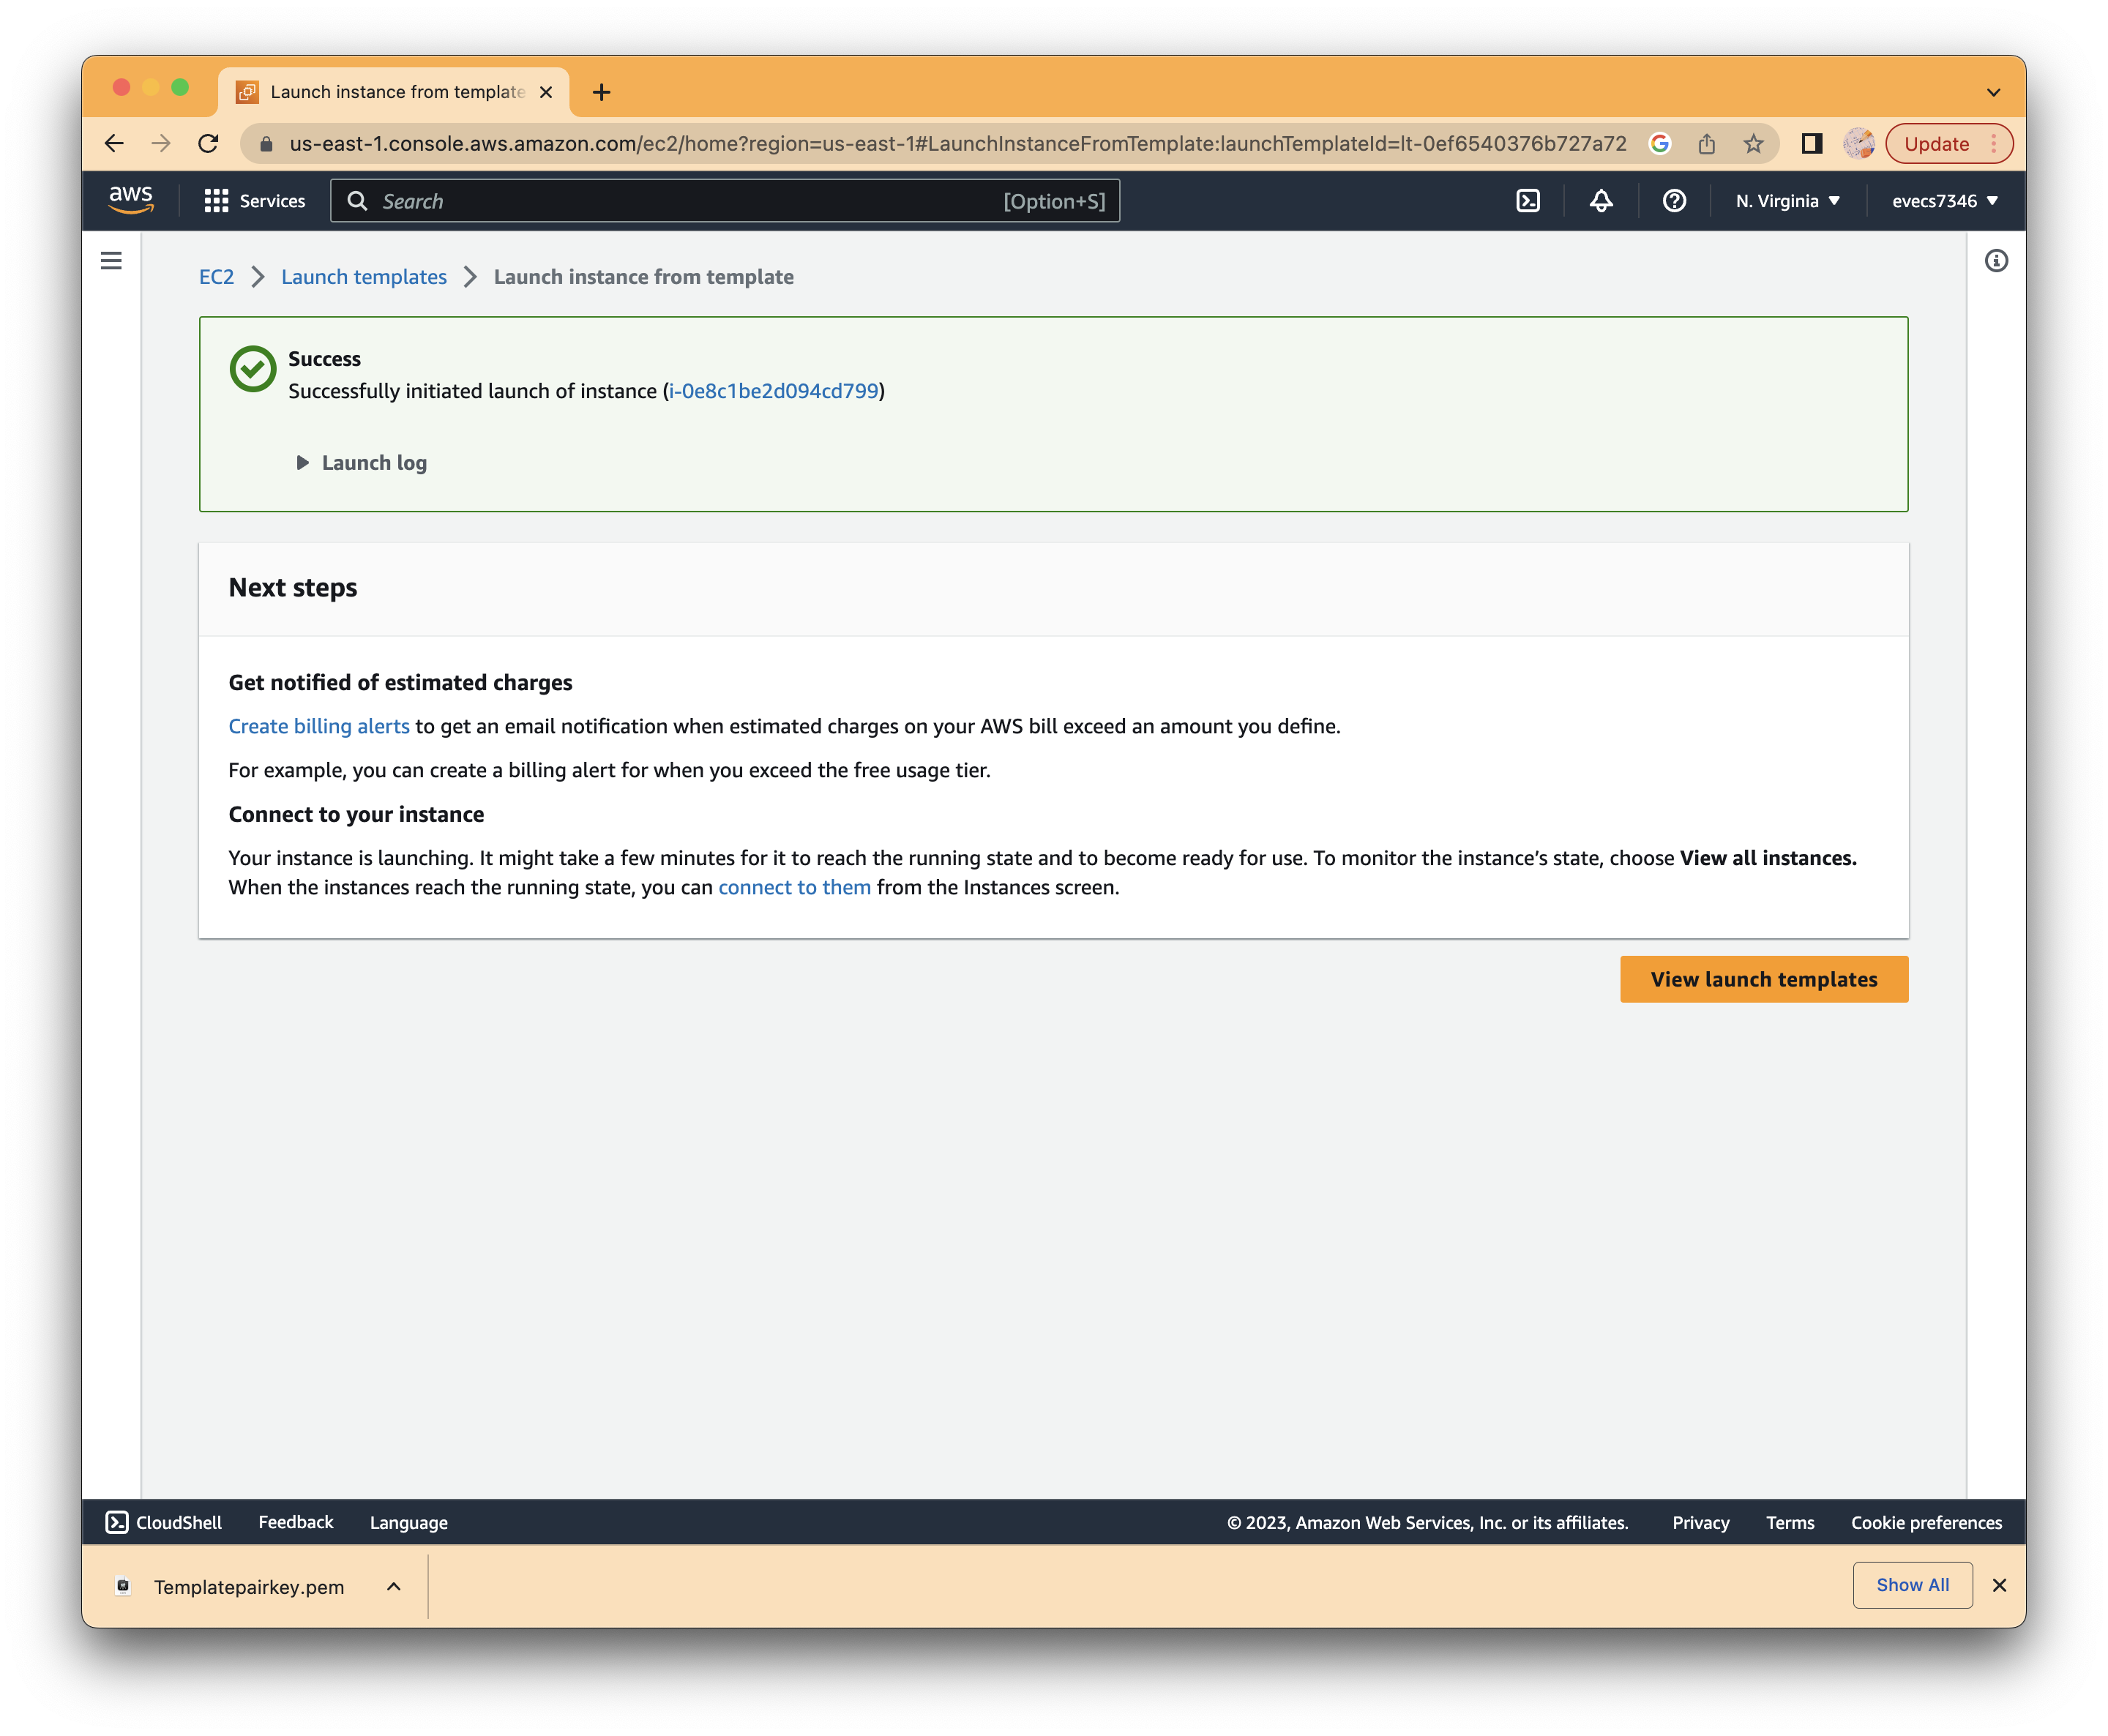 Launch instance from template
us-east-1.console.aws.amazon.com/ec2/home?region=us-east-1#LaunchInstanceFromTemplate:launchTemplateId=lt-0ef6540376b727a72
Update
aws
Services
Search
[Option+S]
N. Virginia
evecs7346
EC2 > Launch templates > Launch instance from template
Success
Successfully initiated launch of instance (i-0e8c1be2d094cd799)
Launch log
Next steps
Get notified of estimated charges
Create billing alerts to get an email notification when estimated charges on your AWS bill exceed an amount you define.
For example, you can create a billing alert for when you exceed the free usage tier.
Connect to your instance
Your instance is launching. It might take a few minutes for it to reach the running state and to become ready for use. To monitor the instance’s state, choose View all instances.
When the instances reach the running state, you can connect to them from the Instances screen.
View launch templates
CloudShell
Feedback
Language
© 2023, Amazon Web Services, Inc. or its affiliates.
Privacy
Terms
Cookie preferences
Templatepairkey.pem
Show All